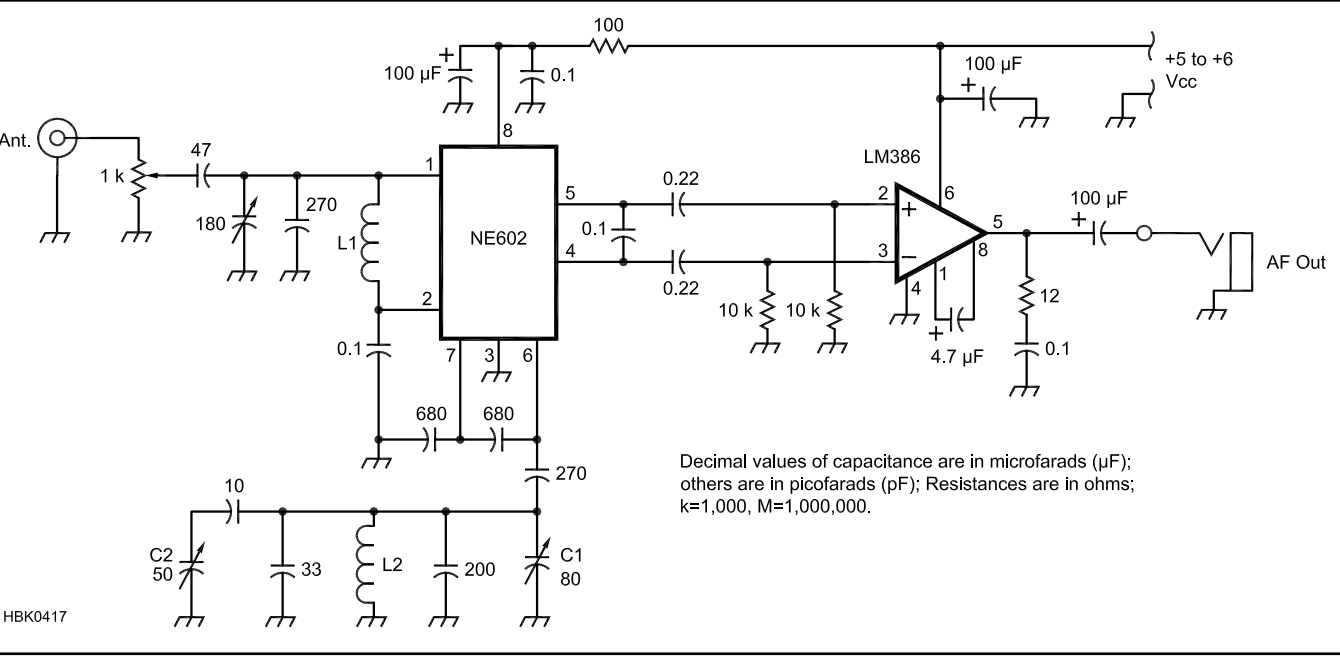 100
+
100 µF
0.1
+5 to +6
Vcc
100 µF
+
Ant.
1 k
47
180
270
L1
1
8
NE602
2
7
3
6
5
4
0.1
0.22
0.22
10 k
10 k
LM386
2
+
3
−
6
5
8
1
4
+
4.7 µF
100 µF
+
12
0.1
AF Out
0.1
680
680
270
10
C2
50
33
L2
200
C1
80
Decimal values of capacitance are in microfarads (µF);
others are in picofarads (pF); Resistances are in ohms;
k=1,000, M=1,000,000.
HBK0417